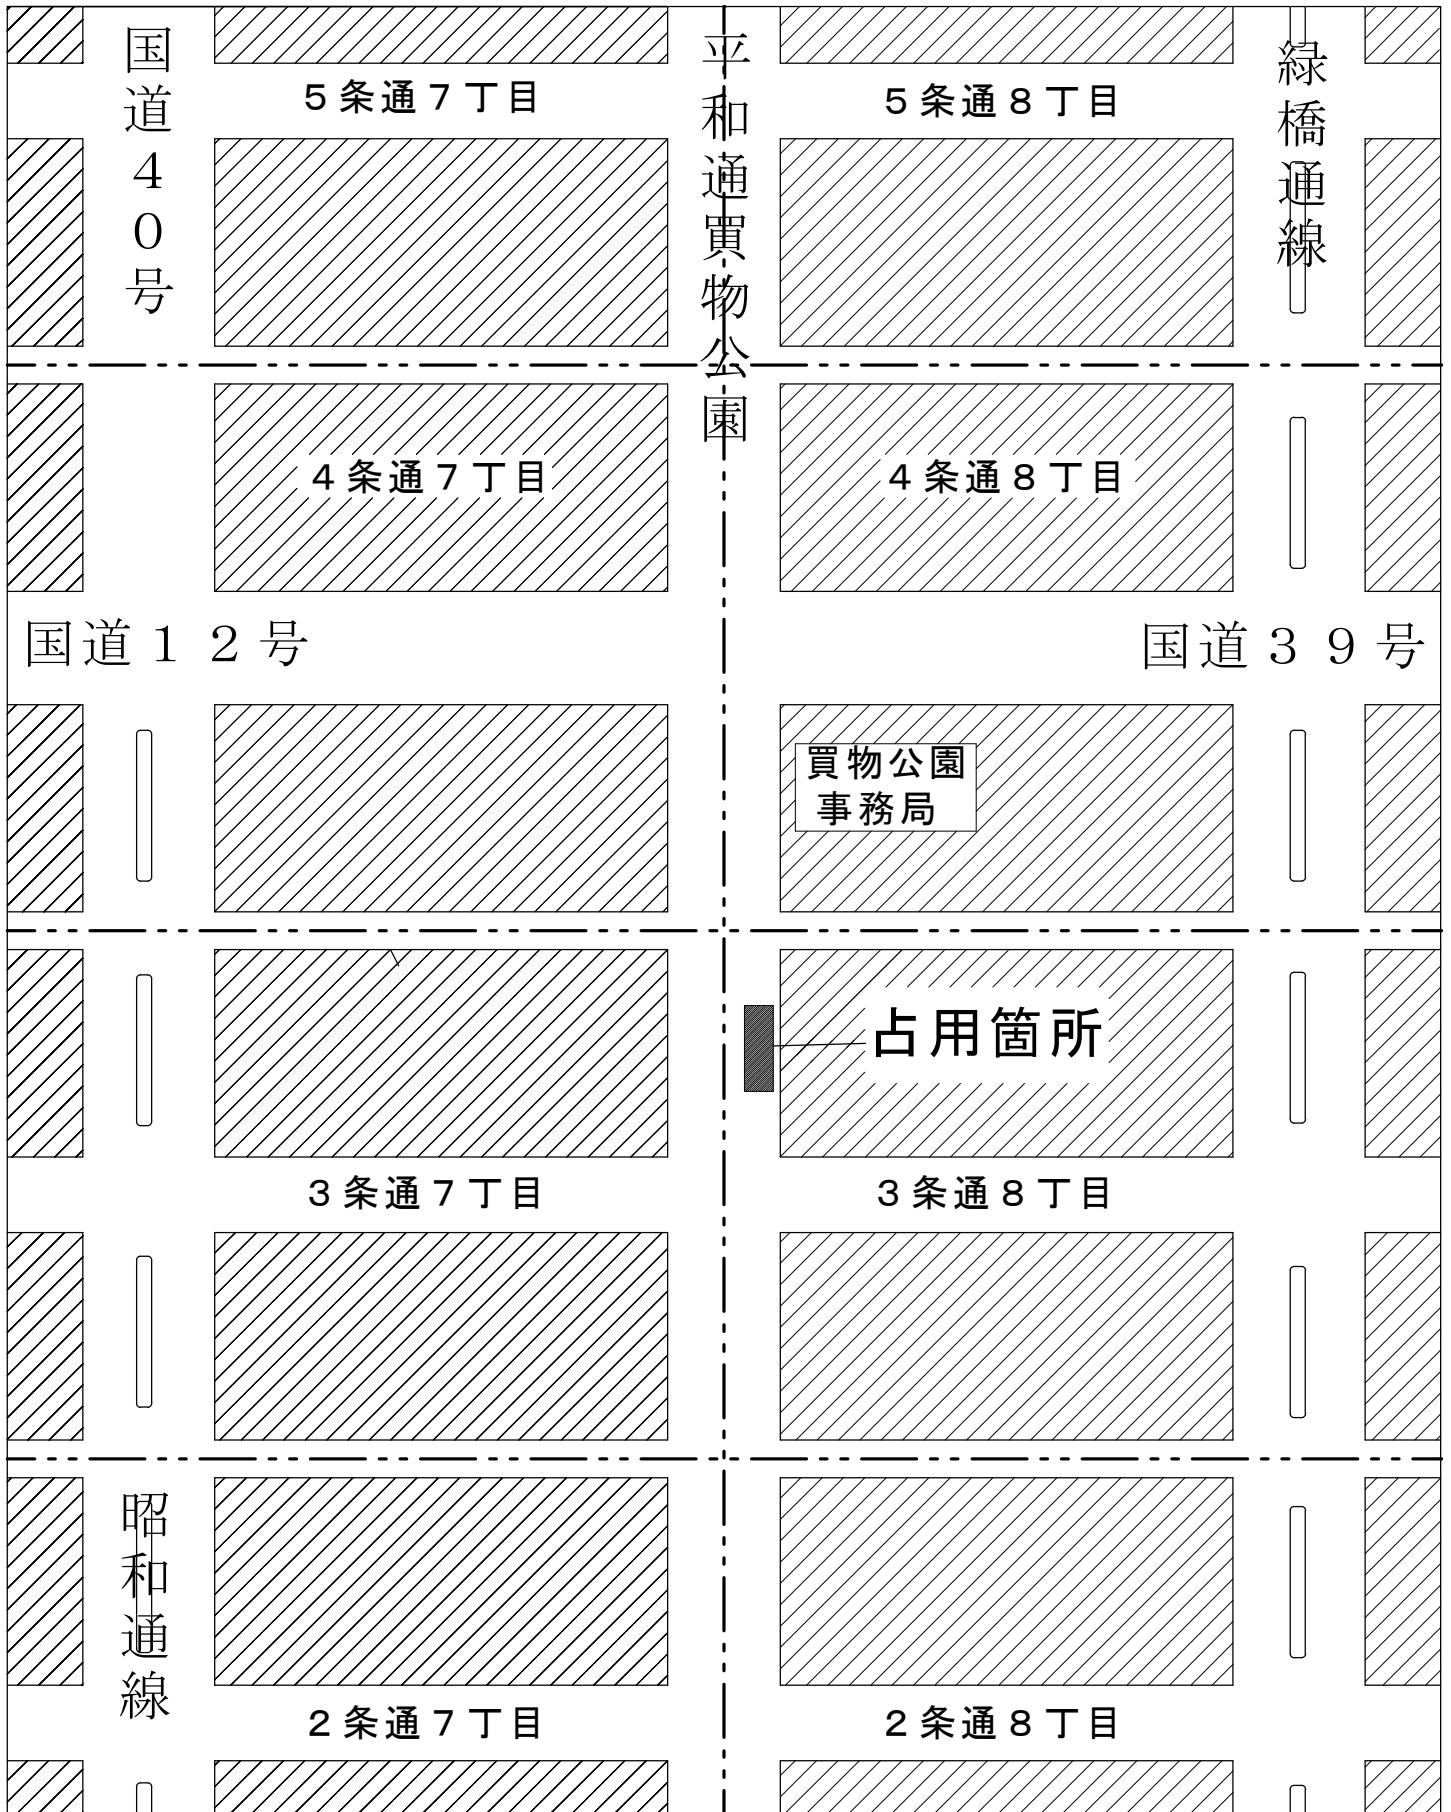 国道４０号
５条通７丁目
平和通買物公園
５条通８丁目
緑橋通線
４条通７丁目
４条通８丁目
国道１２号
国道３９号
買物公園
事務局
占用箇所
３条通７丁目
３条通８丁目
昭和通線
２条通７丁目
２条通８丁目